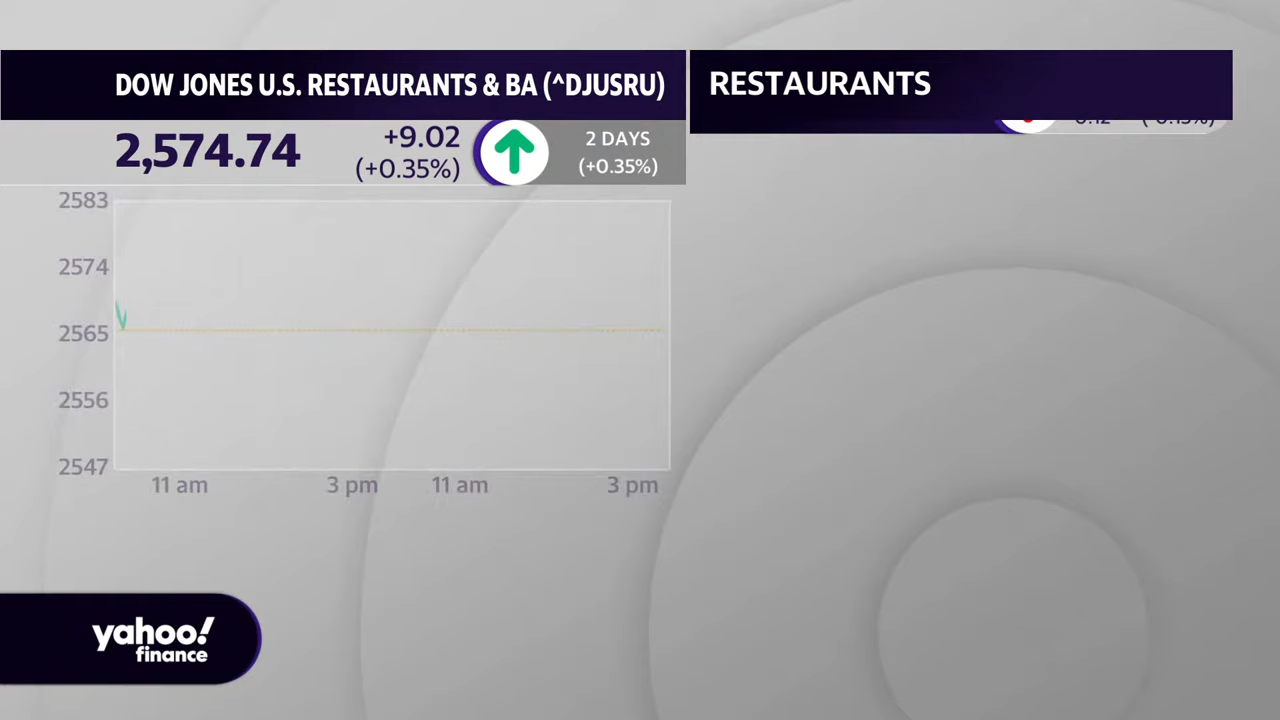 DOW JONES U.S. RESTAURANTS & BA (^DJUSRU)
2,574.74
+9.02
(+0.35%)
2 DAYS
(+0.35%)
2583
2574
2565
2556
2547
11 am 3 pm 11 am 3 pm
RESTAURANTS
yahoo!
finance